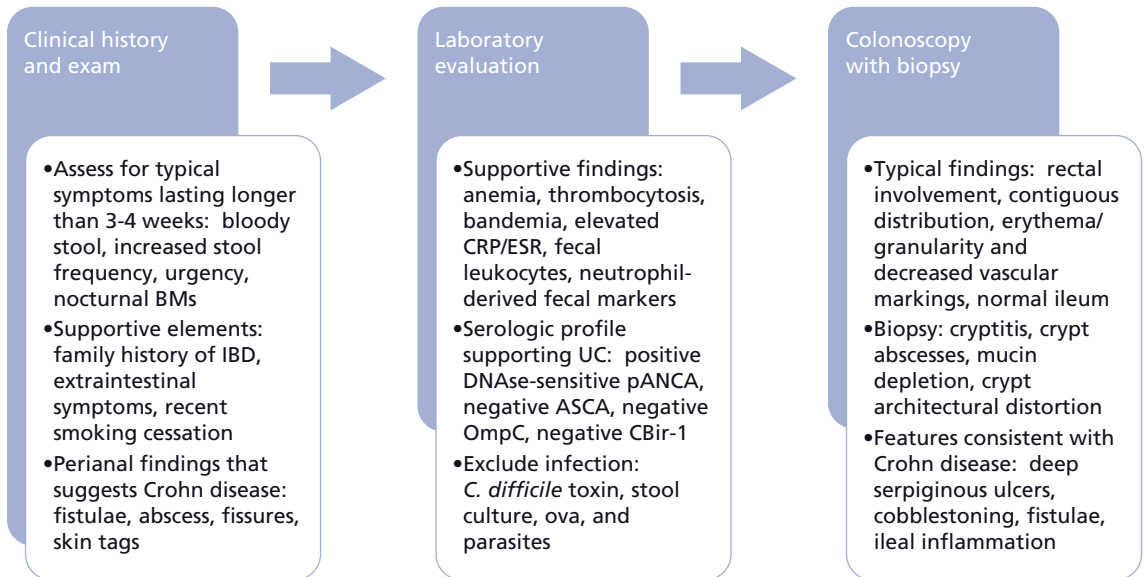 Clinical history
and exam
•Assess for typical
symptoms lasting longer
than 3-4 weeks: bloody
stool, increased stool
frequency, urgency,
nocturnal BMs
•Supportive elements:
family history of IBD,
extraintestinal
symptoms, recent
smoking cessation
•Perianal findings that
suggests Crohn disease:
fistulae, abscess, fissures,
skin tags
Laboratory
evaluation
•Supportive findings:
anemia, thrombocytosis,
bandemia, elevated
CRP/ESR, fecal
leukocytes, neutrophil-
derived fecal markers
•Serologic profile
supporting UC: positive
DNAse-sensitive pANCA,
negative ASCA, negative
OmpC, negative CBir-1
•Exclude infection:
C. difficile toxin, stool
culture, ova, and
parasites
Colonoscopy
with biopsy
•Typical findings: rectal
involvement, contiguous
distribution, erythema/
granularity and
decreased vascular
markings, normal ileum
•Biopsy: cryptitis, crypt
abscesses, mucin
depletion, crypt
architectural distortion
•Features consistent with
Crohn disease: deep
serpiginous ulcers,
cobblestoning, fistulae,
ileal inflammation